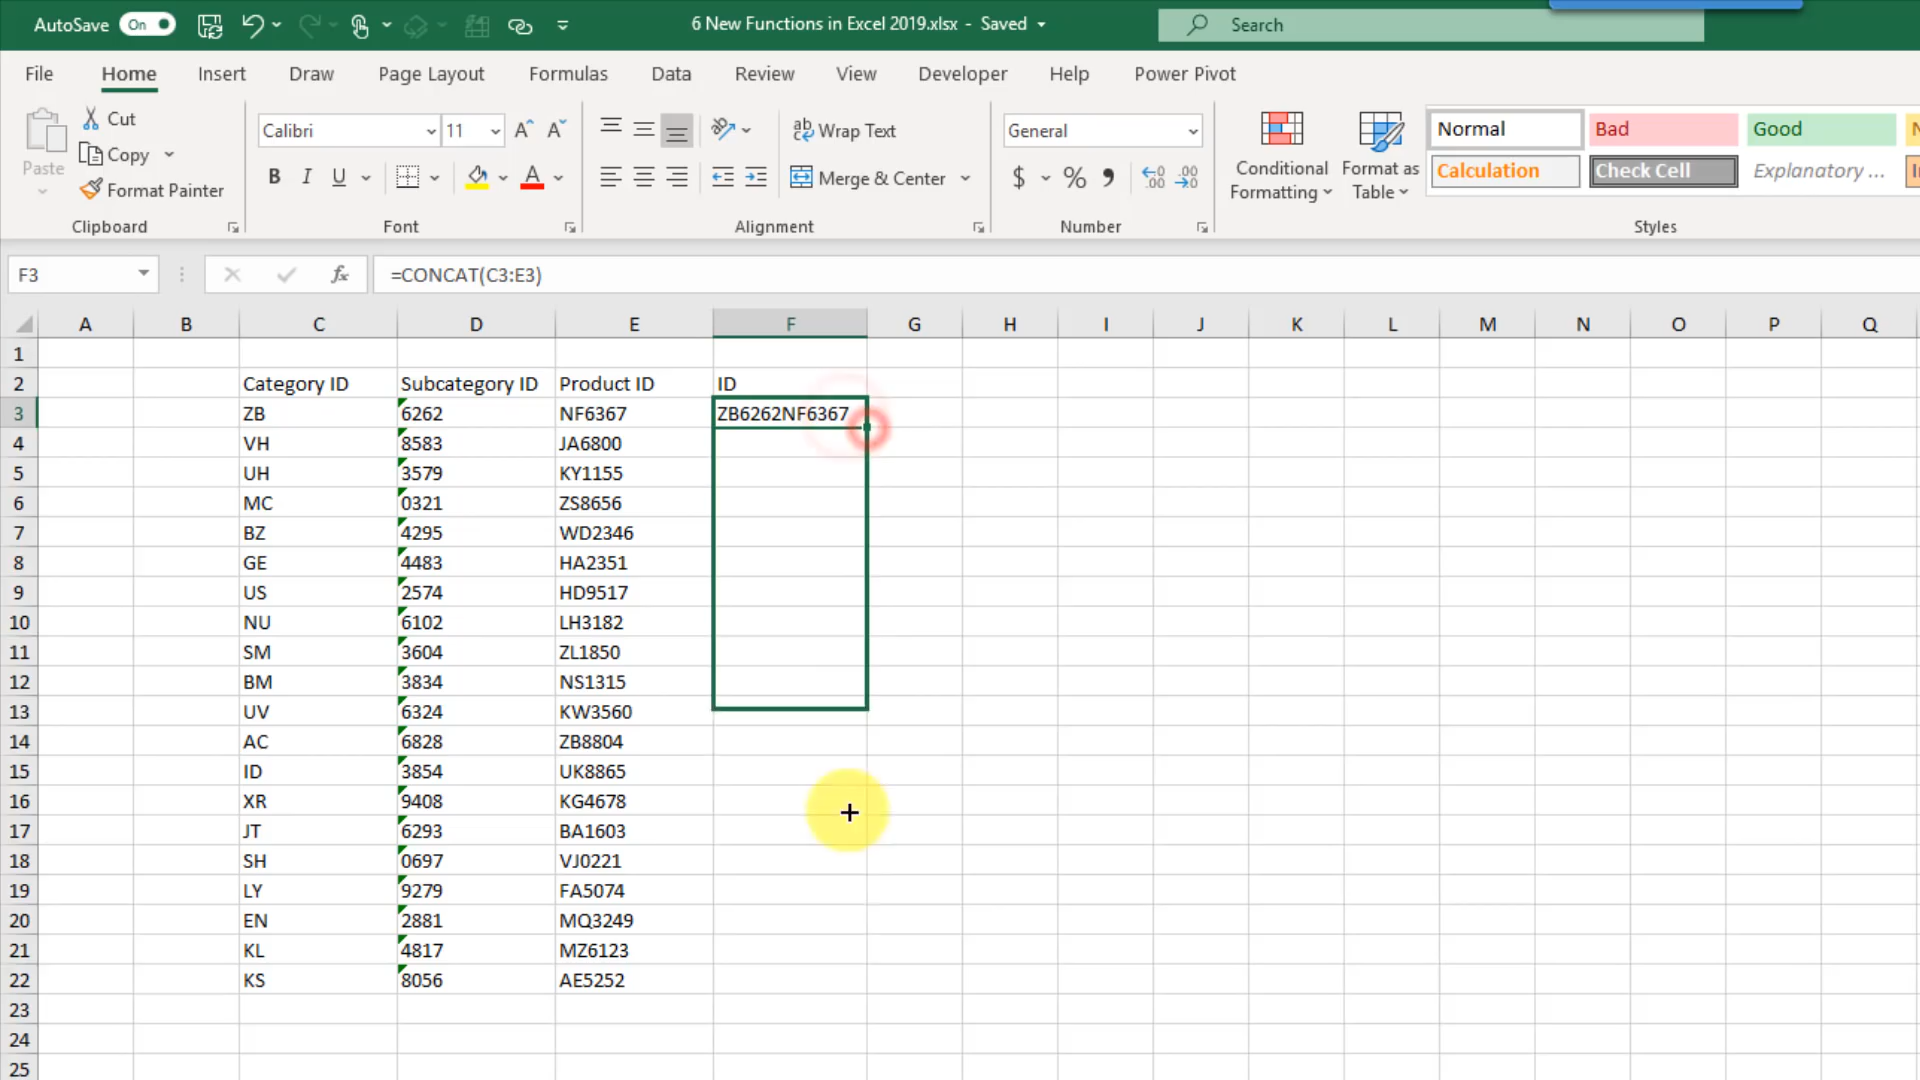 AutoSave On 6 New Functions in Excel 2019.xlsx - Saved Search
File Home Insert Draw Page Layout Formulas Data Review View Developer Help Power Pivot
Paste Cut Copy Format Painter
Calibri 11
B I U
Wrap Text
Merge & Center
General
$ %
Conditional Formatting
Format as Table
Normal Bad Good
Calculation Check Cell Explanatory ...
Clipboard Font Alignment Number Styles
F3 fx =CONCAT(C3:E3)
A B C D E F G H I J K L M N O P Q
1
2 Category ID Subcategory ID Product ID ID
3 ZB 6262 NF6367 ZB6262NF6367
4 VH 8583 JA6800
5 UH 3579 KY1155
6 MC 0321 ZS8656
7 BZ 4295 WD2346
8 GE 4483 HA2351
9 US 2574 HD9517
10 NU 6102 LH3182
11 SM 3604 ZL1850
12 BM 3834 NS1315
13 UV 6324 KW3560
14 AC 6828 ZB8804
15 ID 3854 UK8865
16 XR 9408 KG4678
17 JT 6293 BA1603
18 SH 0697 VJ0221
19 LY 9279 FA5074
20 EN 2881 MQ3249
21 KL 4817 MZ6123
22 KS 8056 AE5252
23
24
25